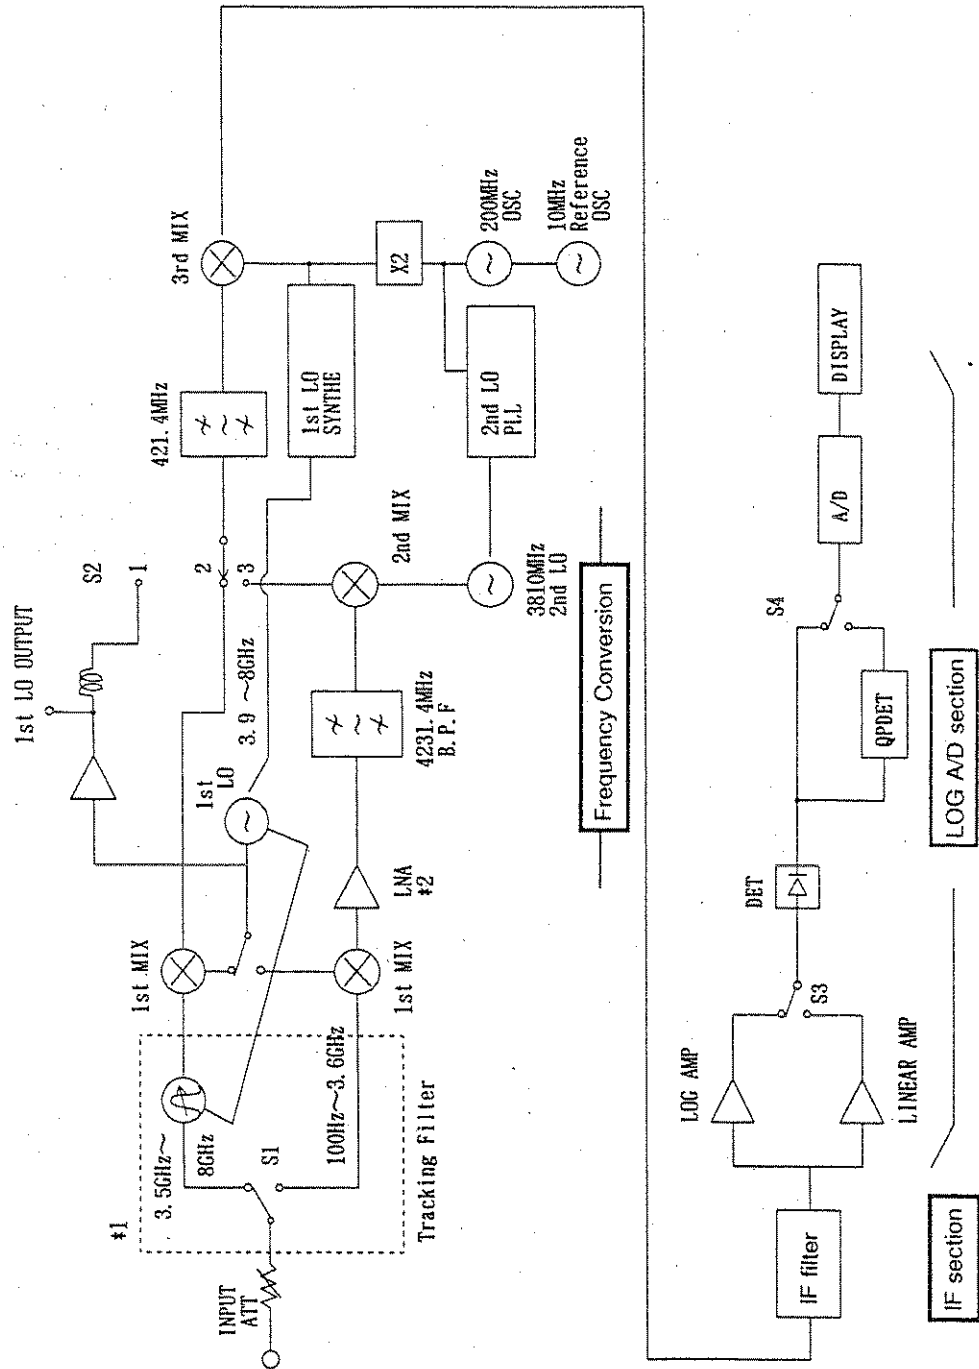 1st LO OUTPUT
S2
1
2
3
421.4MHz
3rd MIX
1st MIX
1st
LO
3.9 ~8GHz
1st LO
SYNTHE
X2
200MHz
OSC
10MHz
Reference
OSC
*1
3.5GHz~
8GHz
S1
INPUT
ATT
100Hz~3.6GHz
Tracking Filter
1st MIX
LNA
*2
4231.4MHz
B.P.F
2nd MIX
3810MHz
2nd LO
2nd LO
PLL
Frequency Conversion
IF filter
LOG AMP
LINEAR AMP
S3
DET
QPDET
S4
A/D
DISPLAY
IF section
LOG A/D section